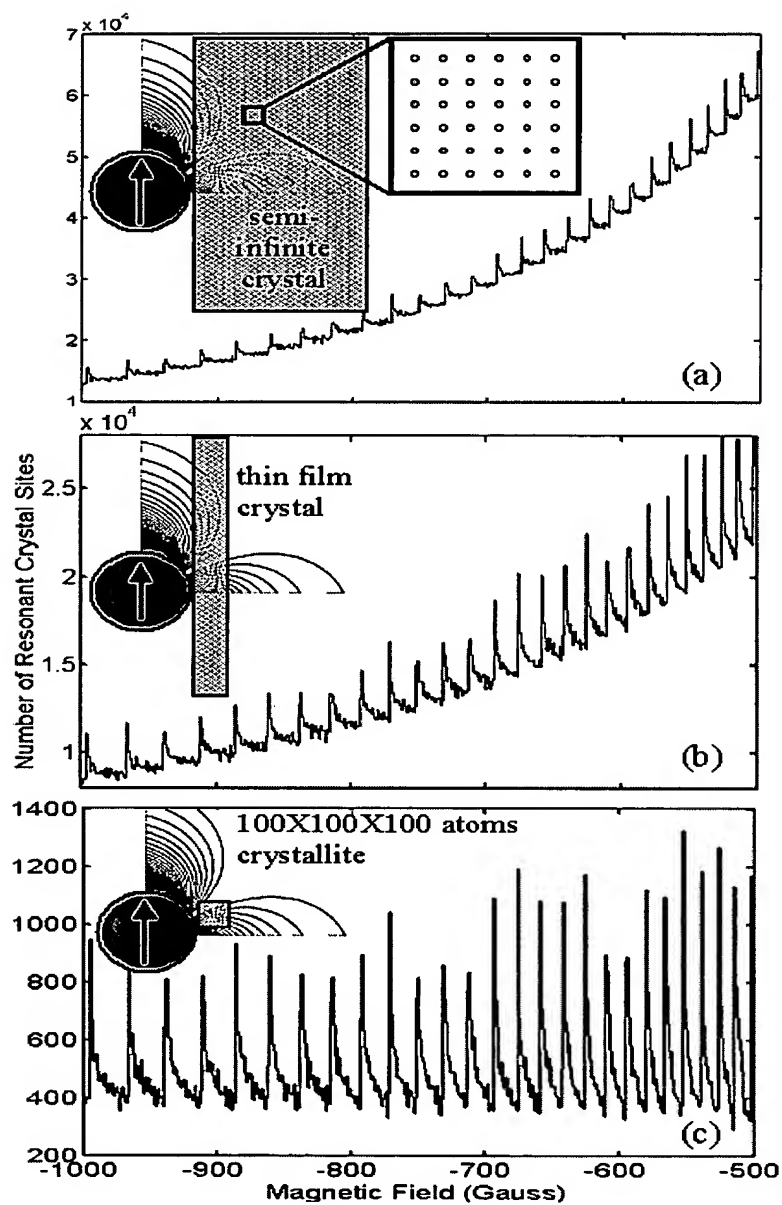 x 10⁴
7
6
5
4
3
2
1
semi-
infinite
crystal
(a)
x 10⁴
2.5
2
1.5
1
thin film
crystal
(b)
Number of Resonant Crystal Sites
1400
1200
1000
800
600
400
200
100X100X100 atoms
crystallite
(c)
-1000 -900 -800 -700 -600 -500
Magnetic Field (Gauss)